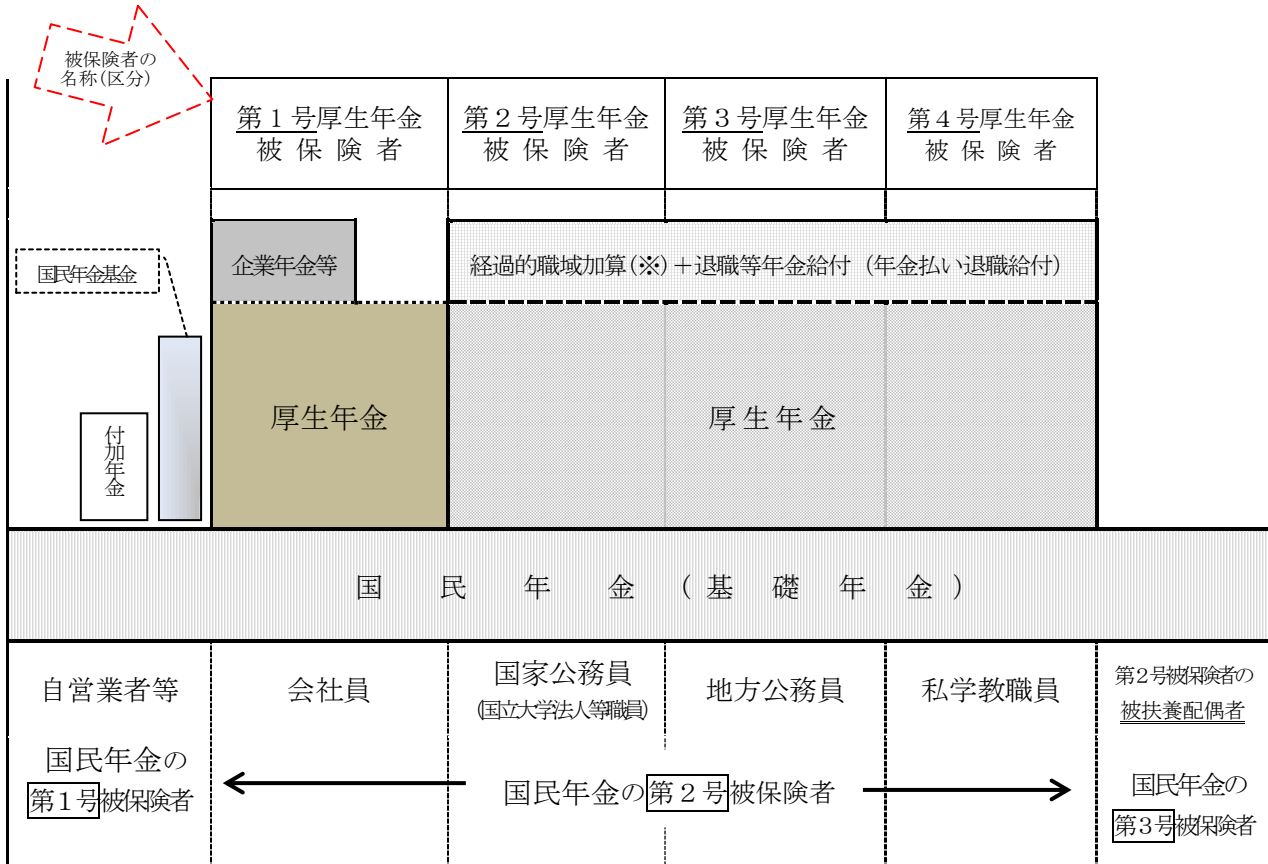 被保険者の
名称(区分)
第1号厚生年金
被保険者
第2号厚生年金
被保険者
第3号厚生年金
被保険者
第4号厚生年金
被保険者
国民年金基金
企業年金等
経過的職域加算(※)+退職等年金給付(年金払い退職給付)
付加年金
厚生年金
厚生年金
国民年金(基礎年金)
自営業者等
会社員
国家公務員
(国立大学法人等職員)
地方公務員
私学教職員
第2号被保険者の
被扶養配偶者
国民年金の
第1号被保険者
国民年金の第2号被保険者
国民年金の
第3号被保険者